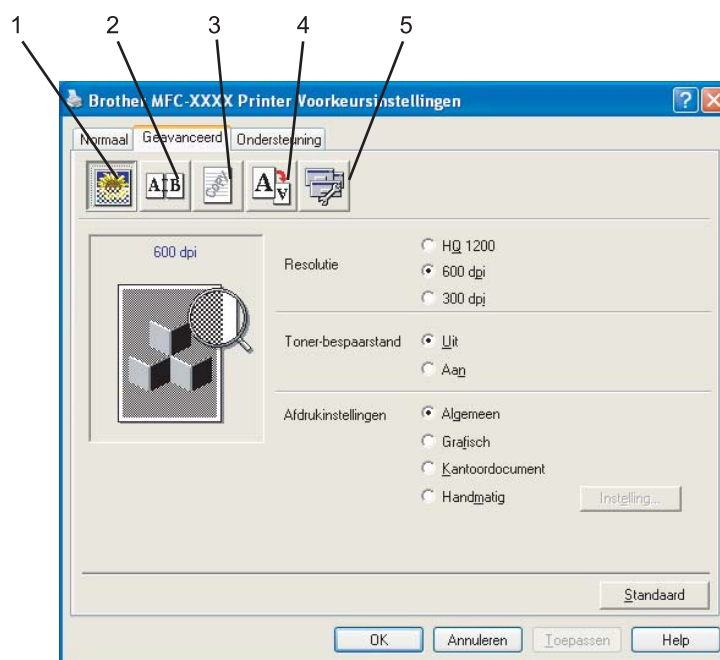 1 2 3 4 5
Brother MFC-XXXX Printer Voorkeursinstellingen
Normaal Geavanceerd Ondersteuning
A B COPY A A
600 dpi
Resolutie
HQ 1200
600 dpi
300 dpi
Toner-bespaarstand
Uit
Aan
Afdrukinstellingen
Algemeen
Grafisch
Kantoordocument
Handmatig Instelling...
Standaard
OK Annuleren Toepassen Help